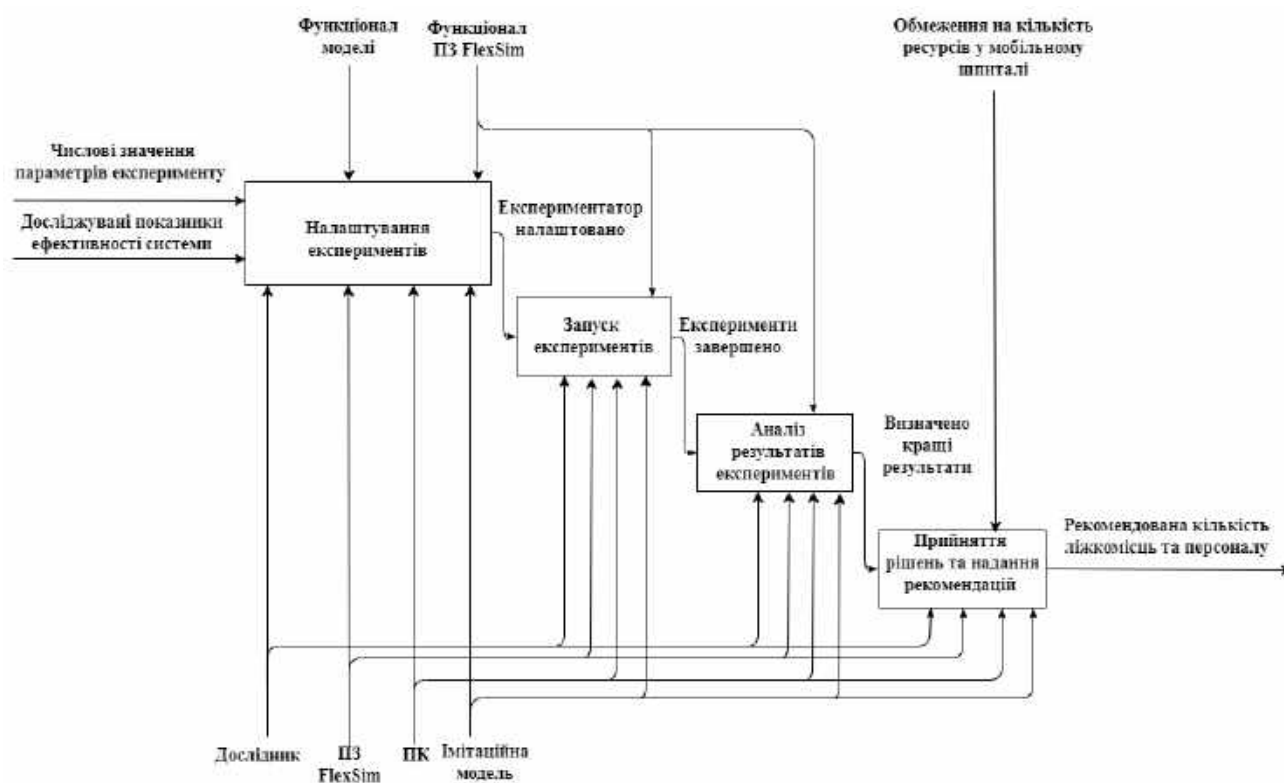 Функціонал
моделі
Функціонал
ПЗ FlexSim
Обмеження на кількість
ресурсів у мобільному
шпиталі
Числові значення
параметрів експерименту
Досліджувані показники
ефективності системи
Налаштування
експериментів
Експериментатор
налаштовано
Запуск
експериментів
Експерименти
завершено
Аналіз
результатів
експериментів
Визначено
кращі
результати
Прийняття
рішень та надання
рекомендацій
Рекомендована кількість
ліжкомісць та персоналу
Дослідник
ПЗ
FlexSim
ПК
Імітаційна
модель